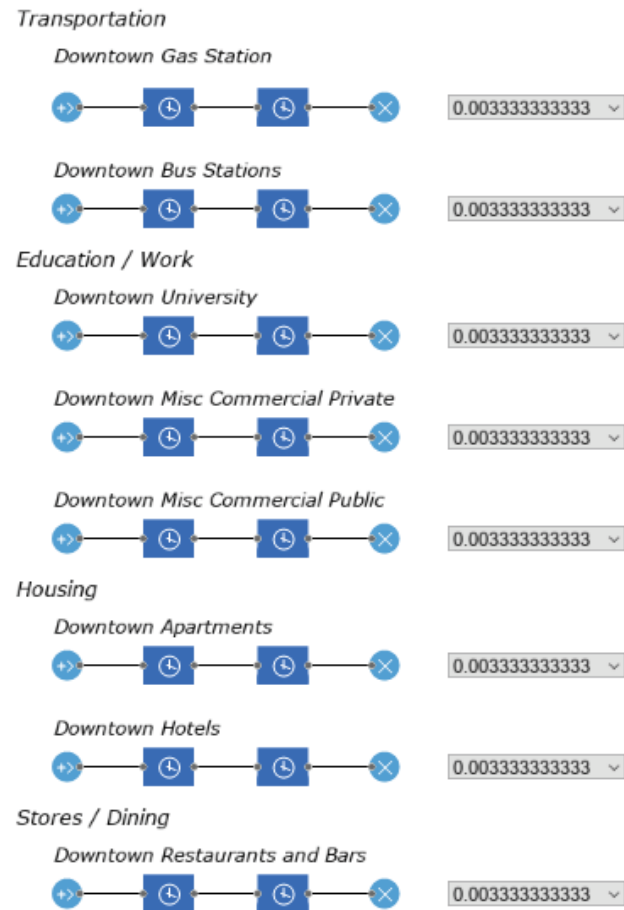 Transportation
Downtown Gas Station
0.003333333333
Downtown Bus Stations
0.003333333333
Education / Work
Downtown University
0.003333333333
Downtown Misc Commercial Private
0.003333333333
Downtown Misc Commercial Public
0.003333333333
Housing
Downtown Apartments
0.003333333333
Downtown Hotels
0.003333333333
Stores / Dining
Downtown Restaurants and Bars
0.003333333333